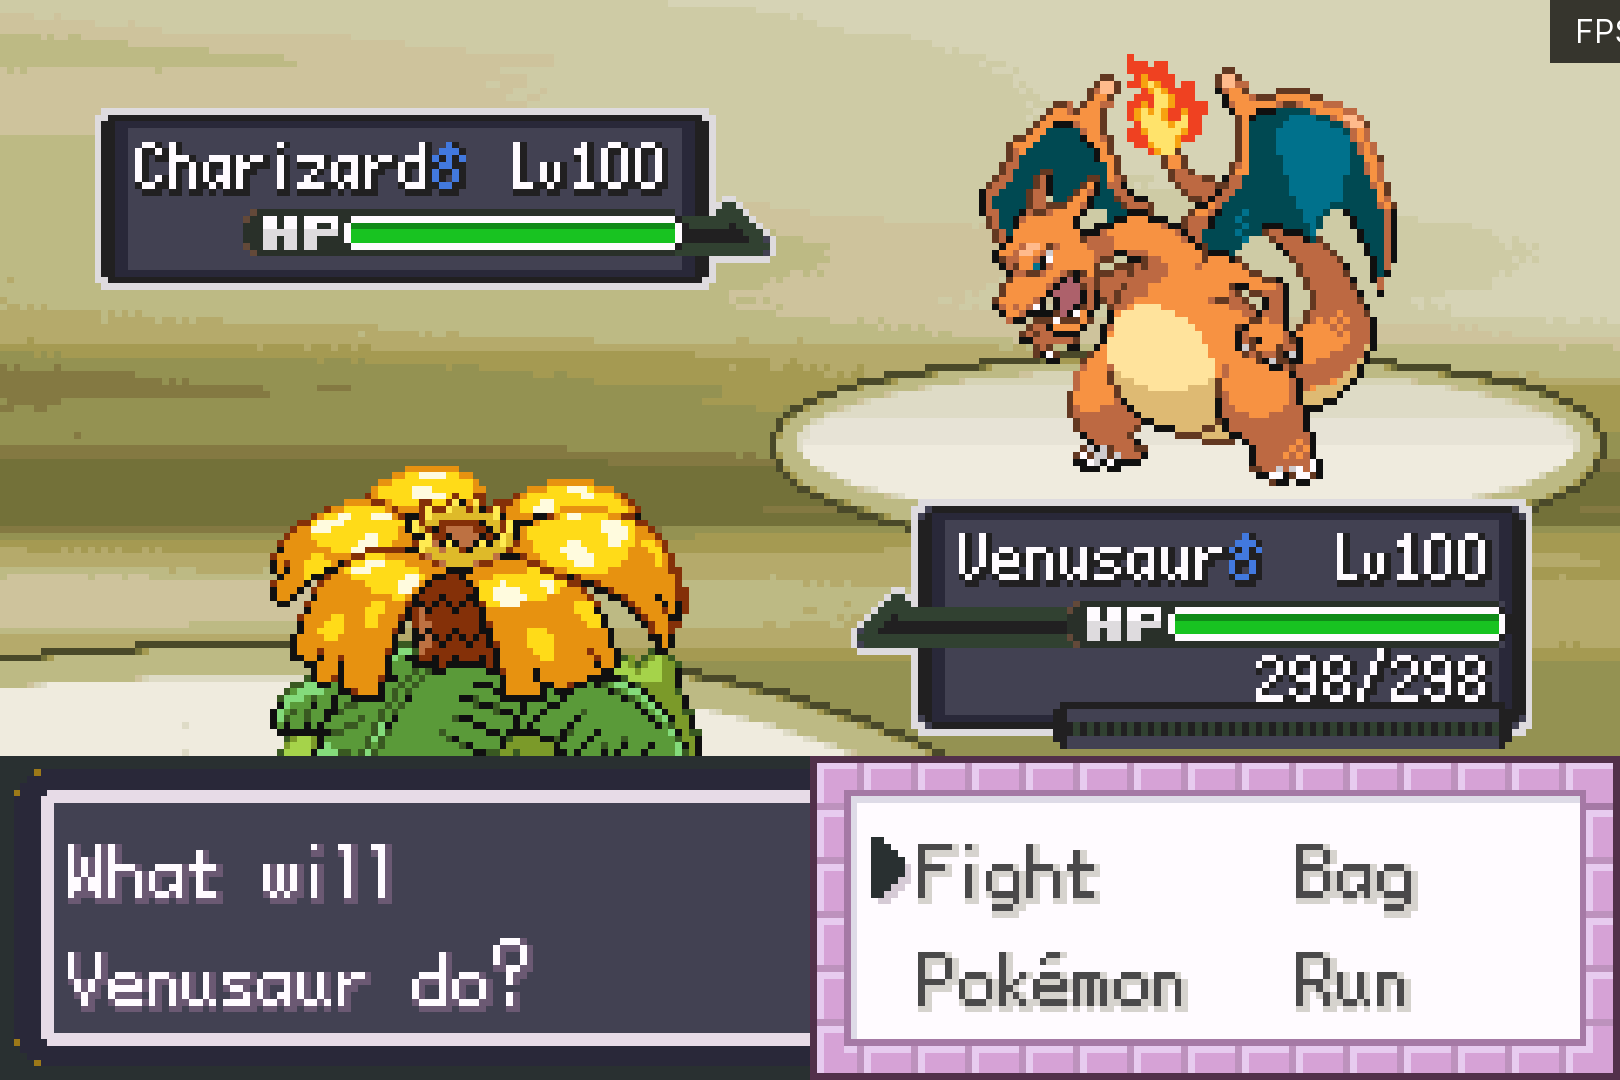 FPS
Charizard♂ Lv100
HP
Venusaur♂ Lv100
HP
298/298
What will
Venusaur do?
Fight Bag
Pokémon Run